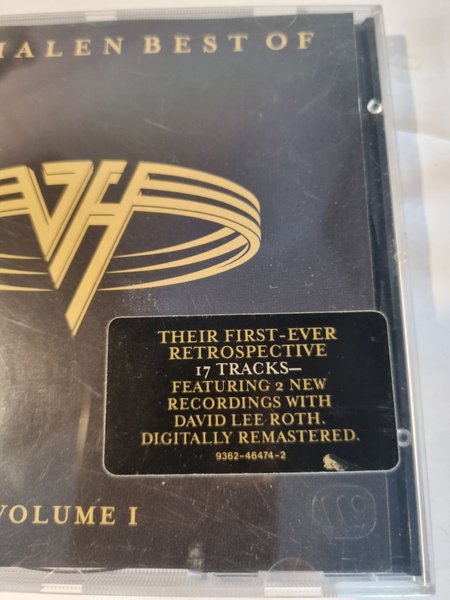 HALEN BEST OF
VH
THEIR FIRST-EVER
RETROSPECTIVE
17 TRACKS—
FEATURING 2 NEW
RECORDINGS WITH
DAVID LEE ROTH.
DIGITALLY REMASTERED.
9362-46474-2
VOLUME I